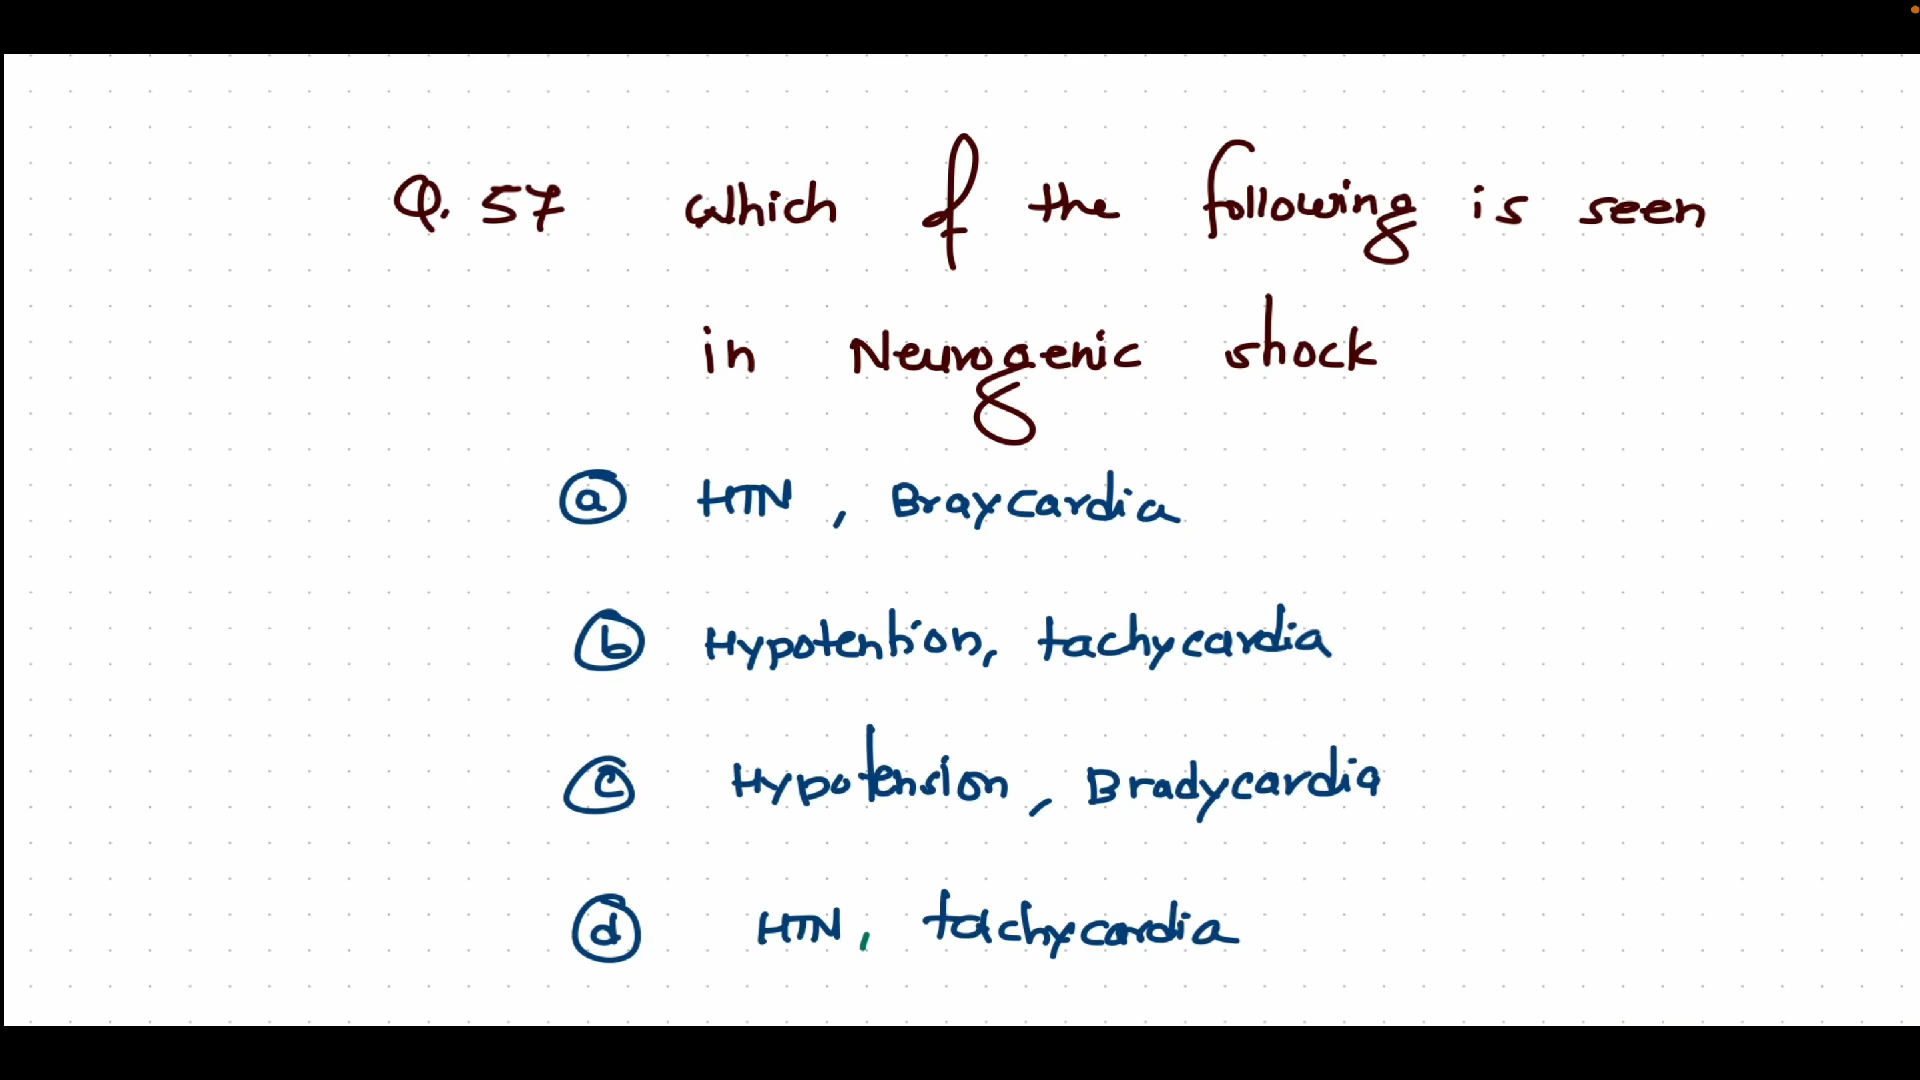 Q. 57 which of the following is seen
in Neurogenic shock
a HTN, Braycardia
b Hypotention, tachycardia
c Hypotension, Bradycardia
d HTN, tachycardia